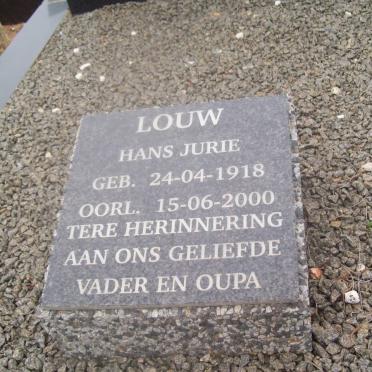 LOUW
HANS JURIE
GEB. 24-04-1918
OORL. 15-06-2000
TERE HERINNERING
AAN ONS GELIEFDE
VADER EN OUPA